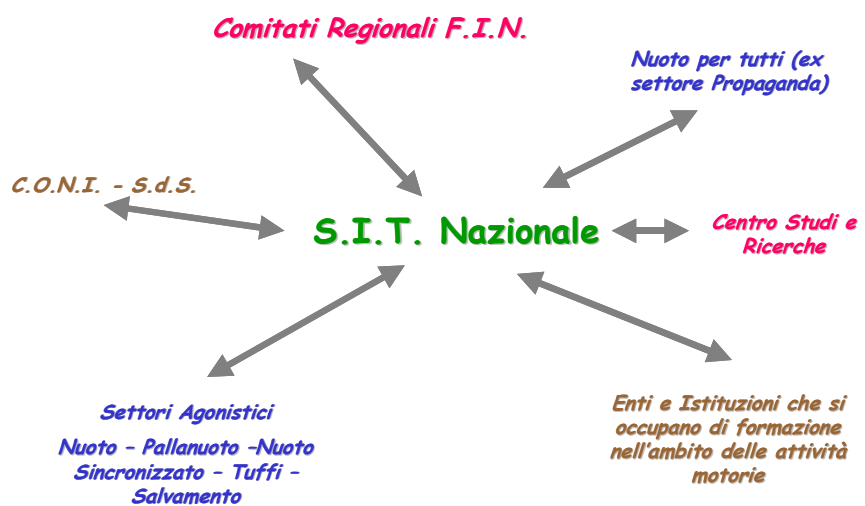 Comitati Regionali F.I.N.
Nuoto per tutti (ex
settore Propaganda)
C.O.N.I. - S.d.S.
S.I.T. Nazionale
Centro Studi e
Ricerche
Settori Agonistici
Nuoto – Pallanuoto –Nuoto
Sincronizzato – Tuffi –
Salvamento
Enti e Istituzioni che si
occupano di formazione
nell'ambito delle attività
motorie